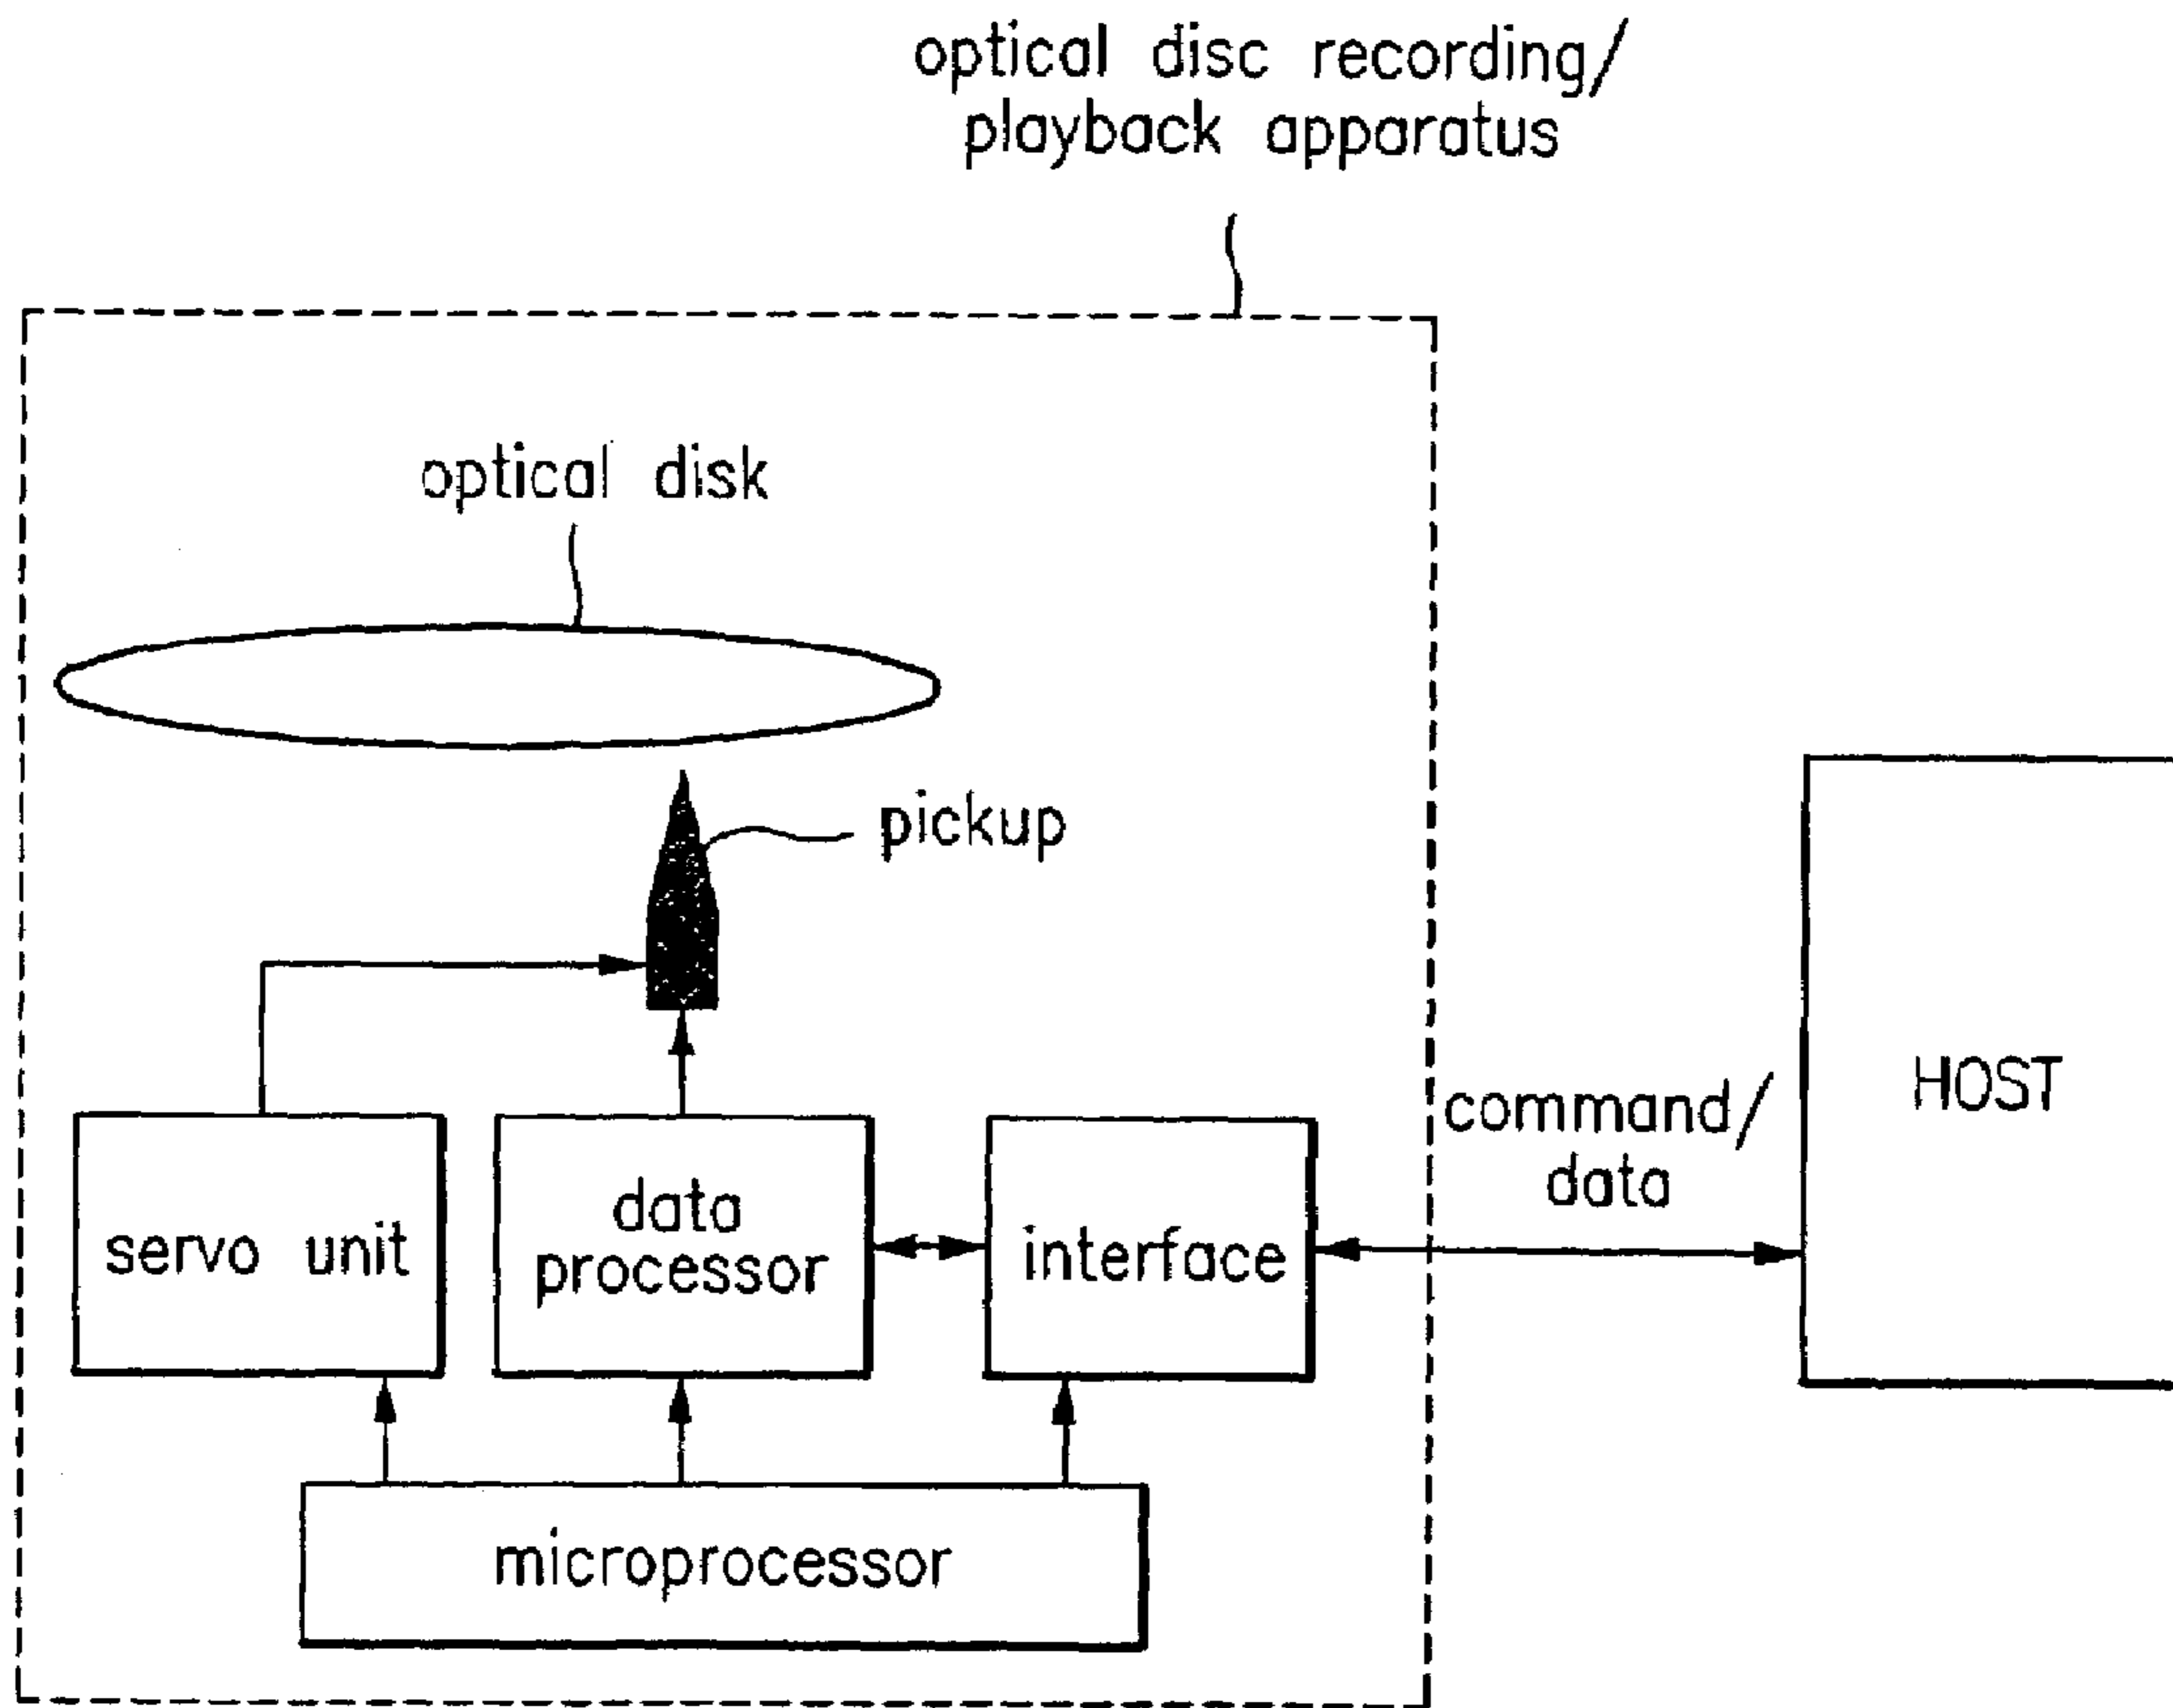 optical disc recording/
playback apparatus
optical disk
pickup
HOST
command/
data
servo unit
data
processor
interface
microprocessor